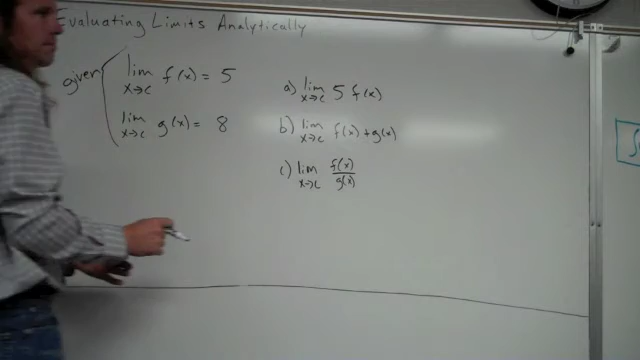 Evaluating Limits Analytically
given
lim x→c f(x) = 5
lim x→c g(x) = 8
a) lim x→c 5 f(x)
b) lim x→c f(x) + g(x)
c) lim x→c f(x)/g(x)